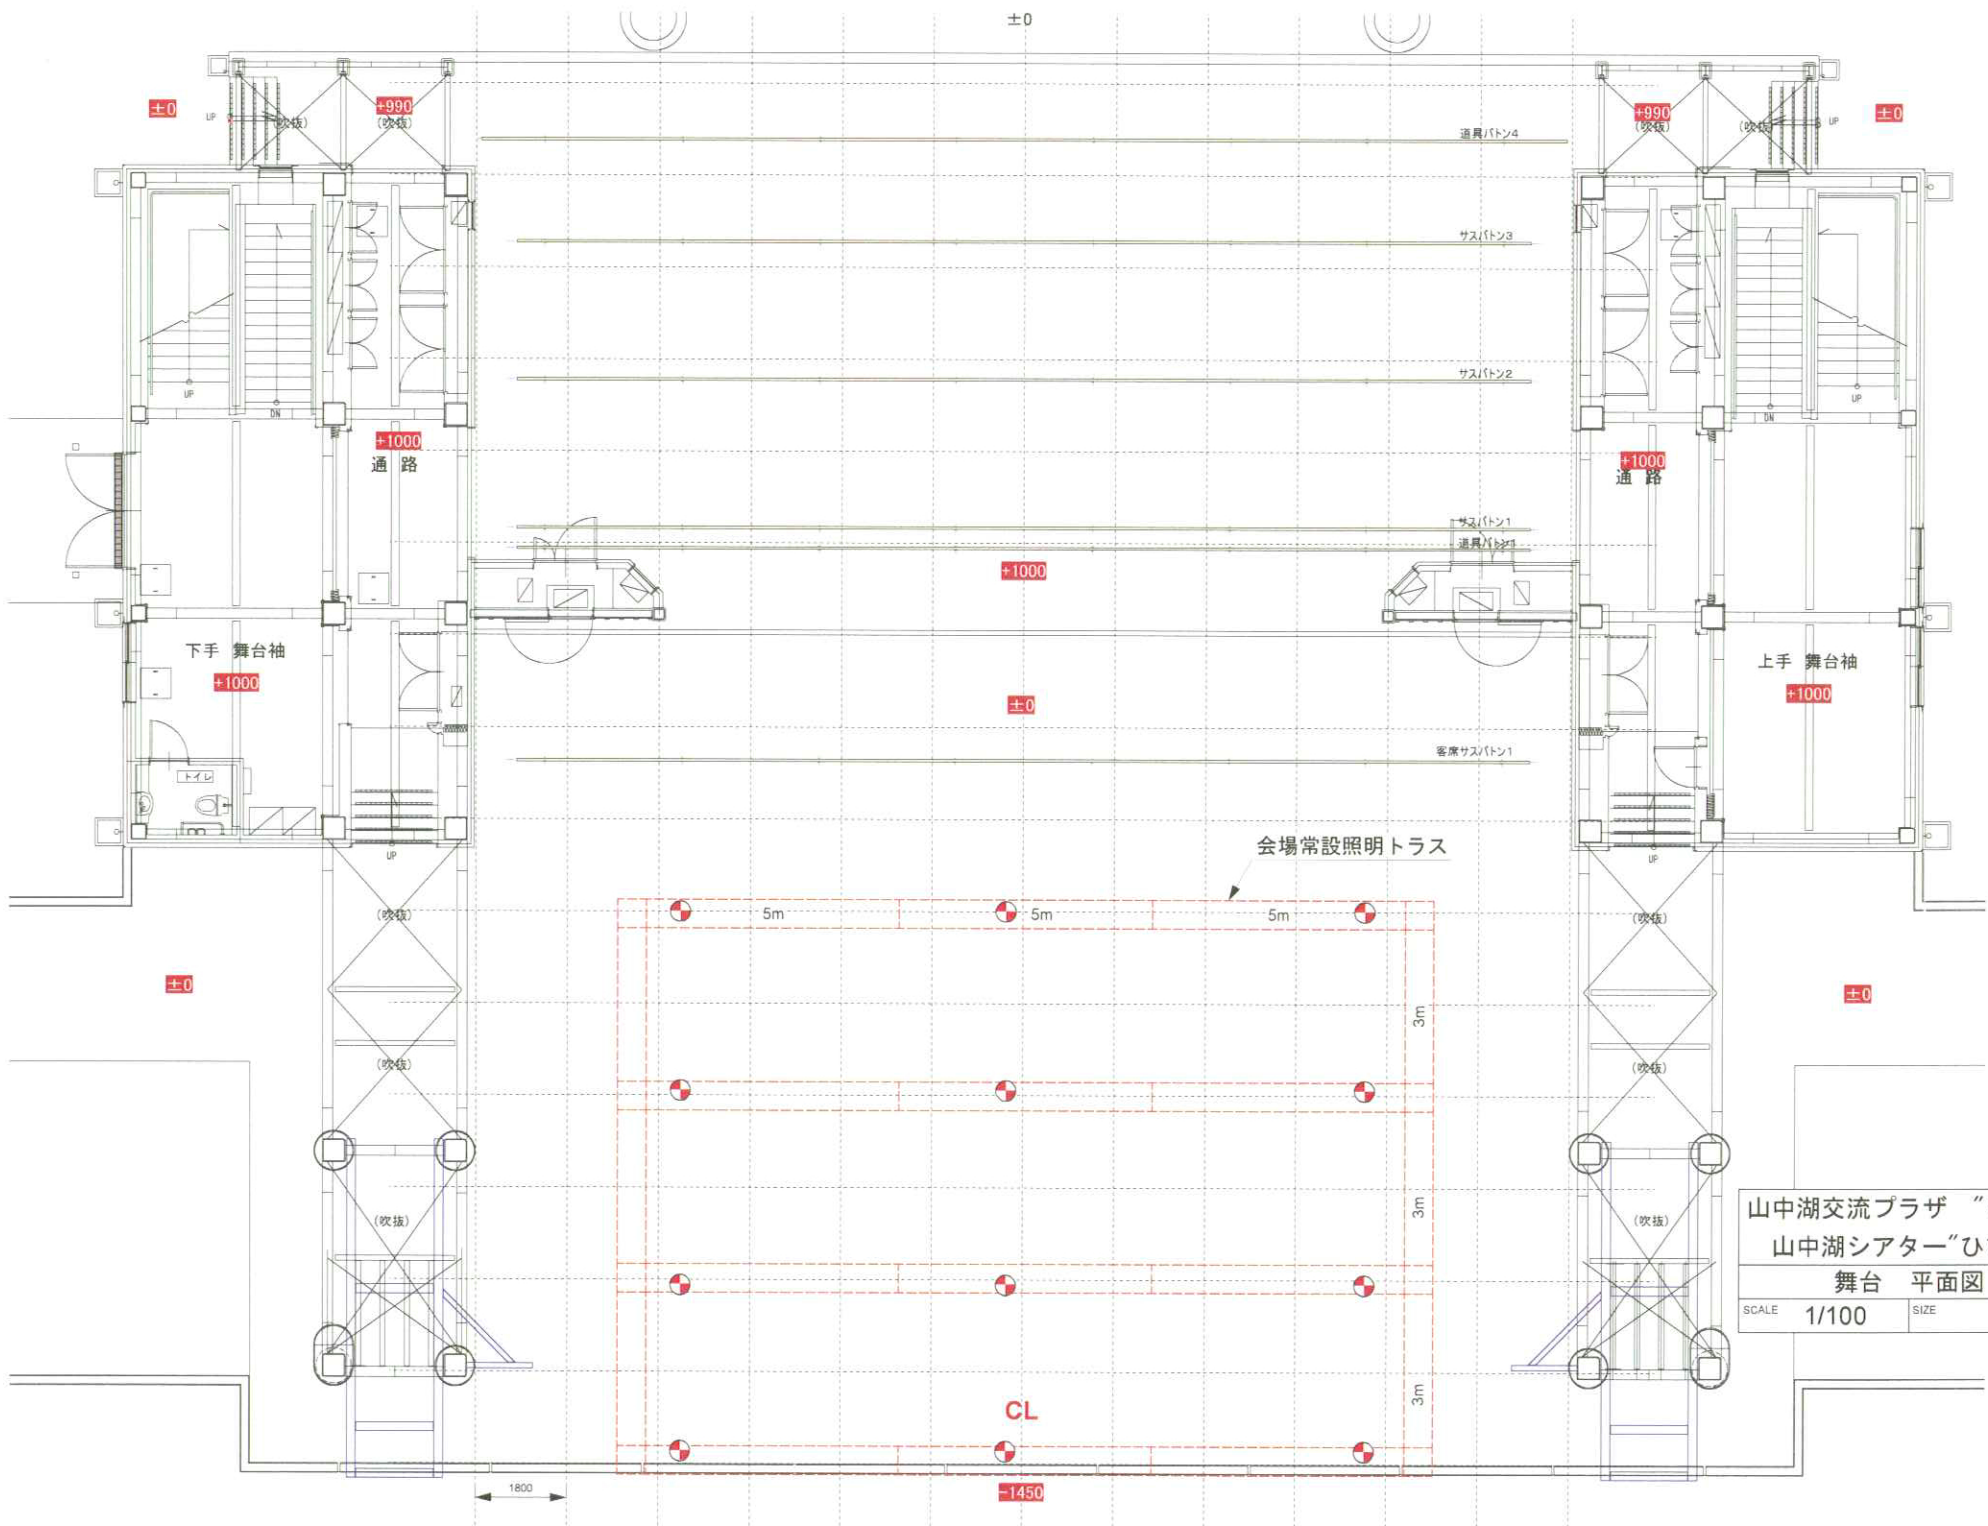 ±0
±0
UP
(吹抜)
+990
(吹抜)
道具バトン4
+990
(吹抜)
(吹抜)
UP
±0
サスバトン3
サスバトン2
UP
DN
DN
UP
+1000
通 路
+1000
通 路
サスバトン1
道具バトン1
+1000
下手 舞台袖
+1000
上手 舞台袖
+1000
±0
客席サスバトン1
トイレ
UP
UP
会場常設照明トラス
5m
5m
5m
(吹抜)
(吹抜)
±0
±0
3m
(吹抜)
(吹抜)
3m
(吹抜)
(吹抜)
山中湖交流プラザ "
山中湖シアター"ひ
舞台 平面図
SCALE 1/100 SIZE
3m
CL
1800
-1450